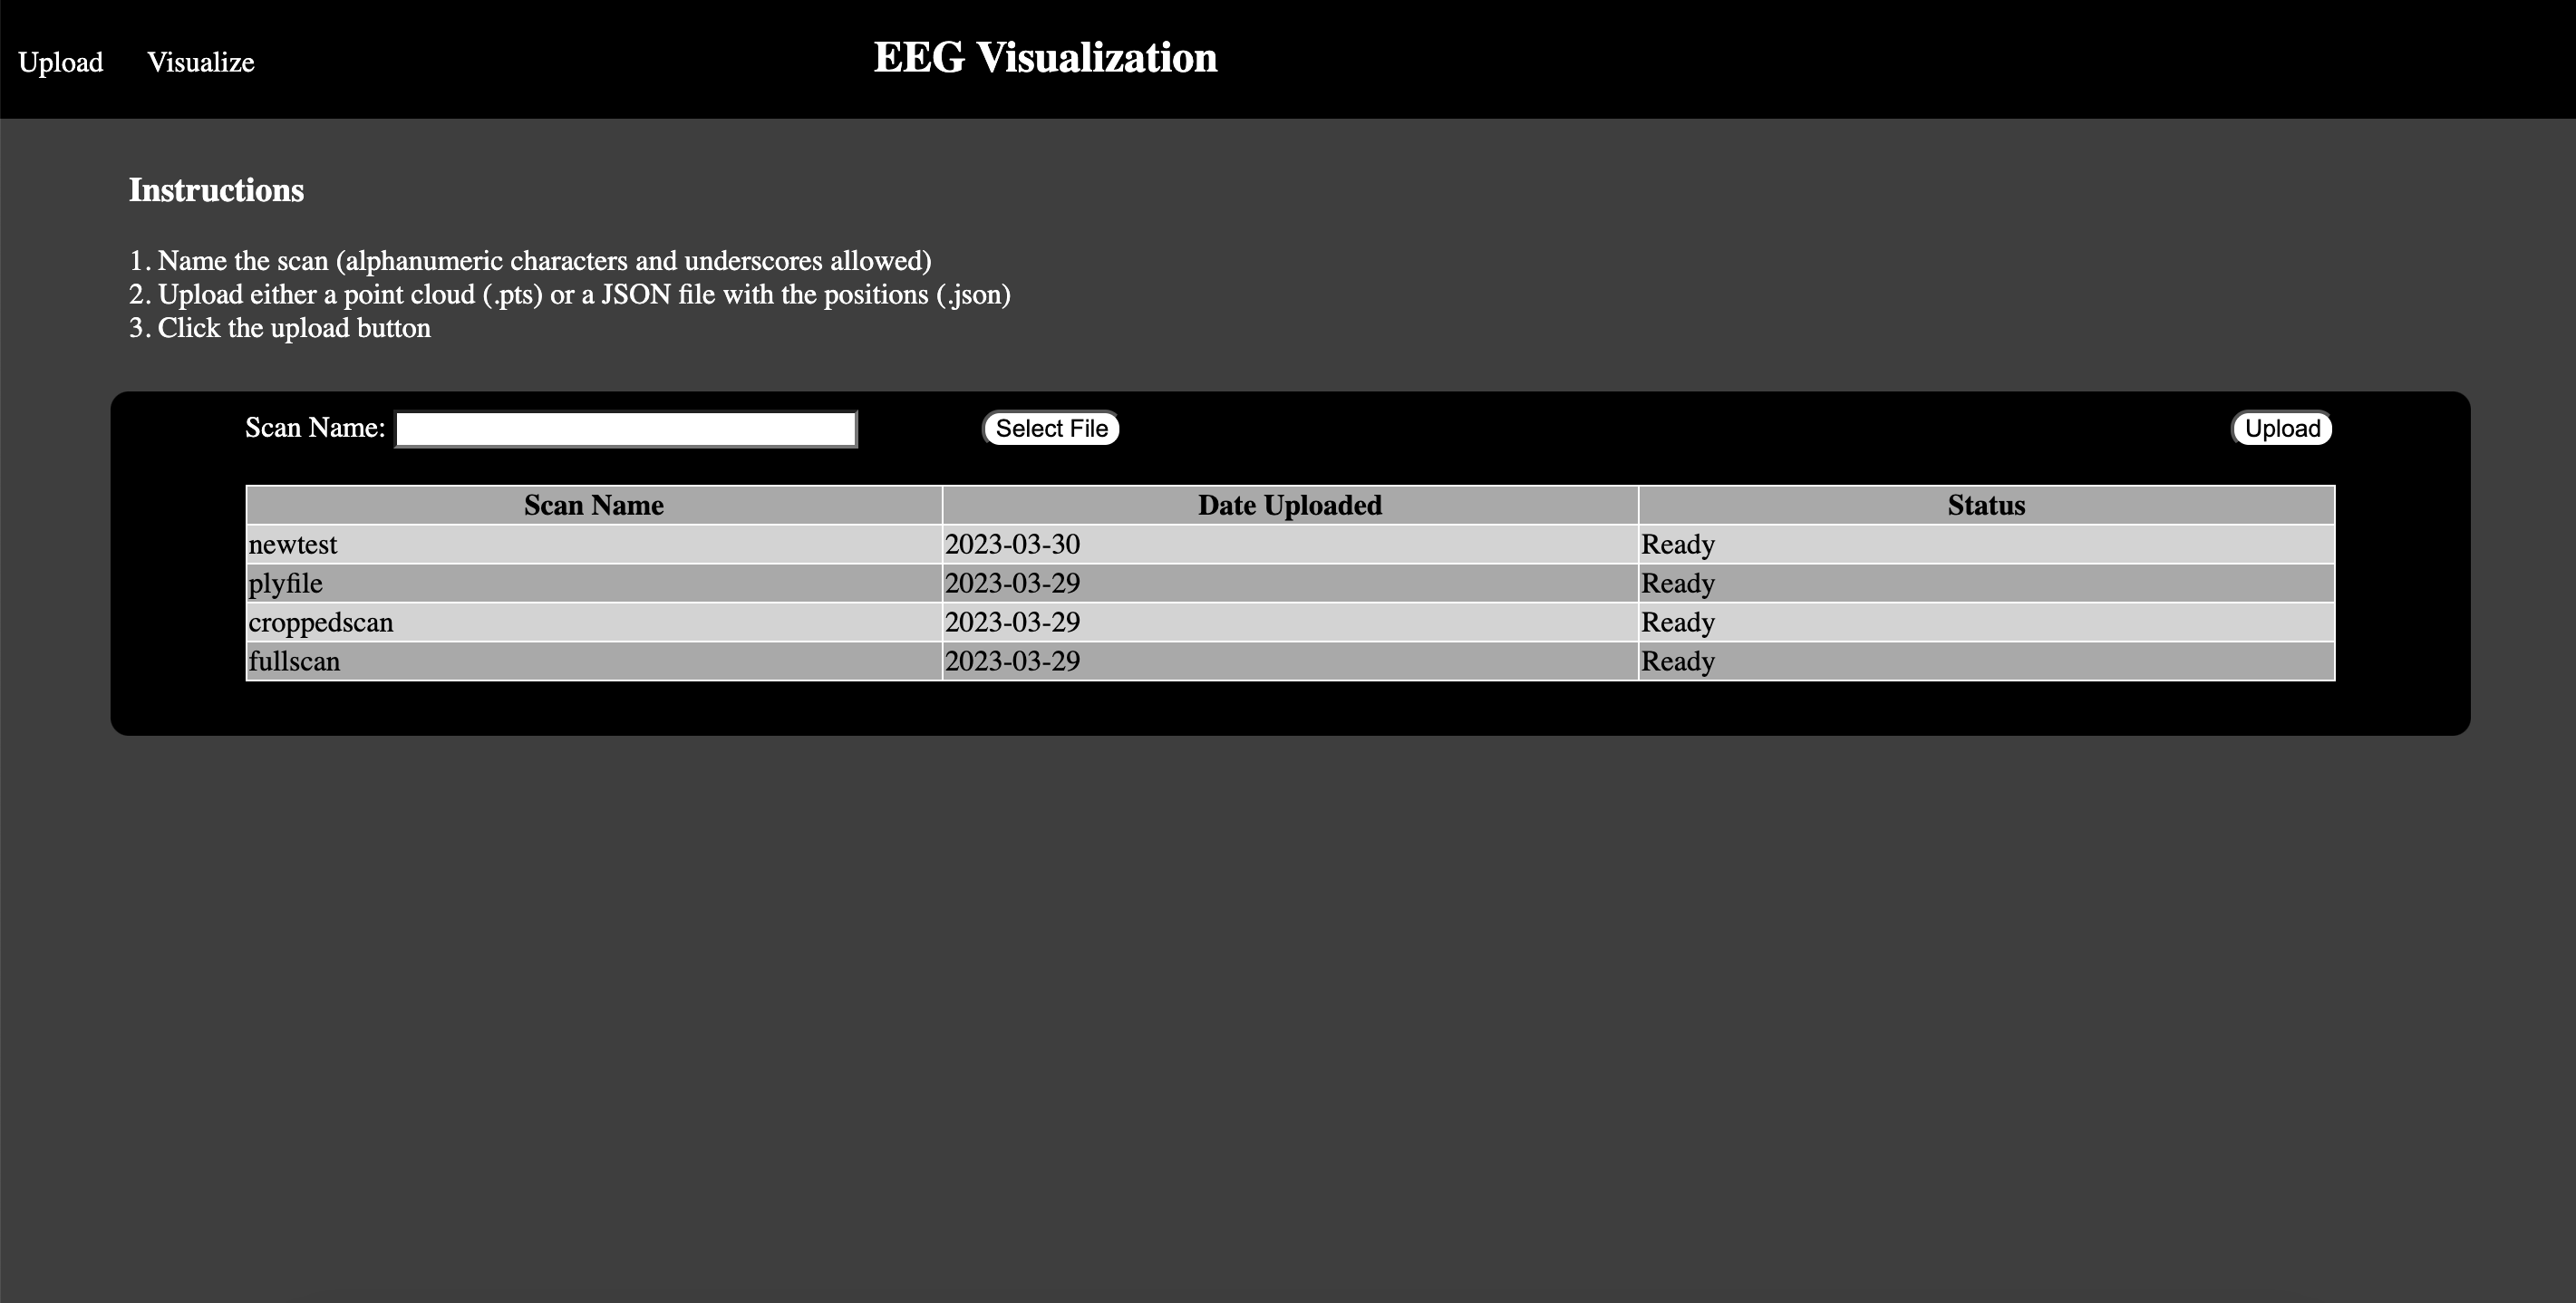 Upload Visualize EEG Visualization
Instructions
1. Name the scan (alphanumeric characters and underscores allowed)
2. Upload either a point cloud (.pts) or a JSON file with the positions (.json)
3. Click the upload button
Scan Name: Select File Upload
Scan Name Date Uploaded Status
newtest 2023-03-30 Ready
plyfile 2023-03-29 Ready
croppedscan 2023-03-29 Ready
fullscan 2023-03-29 Ready